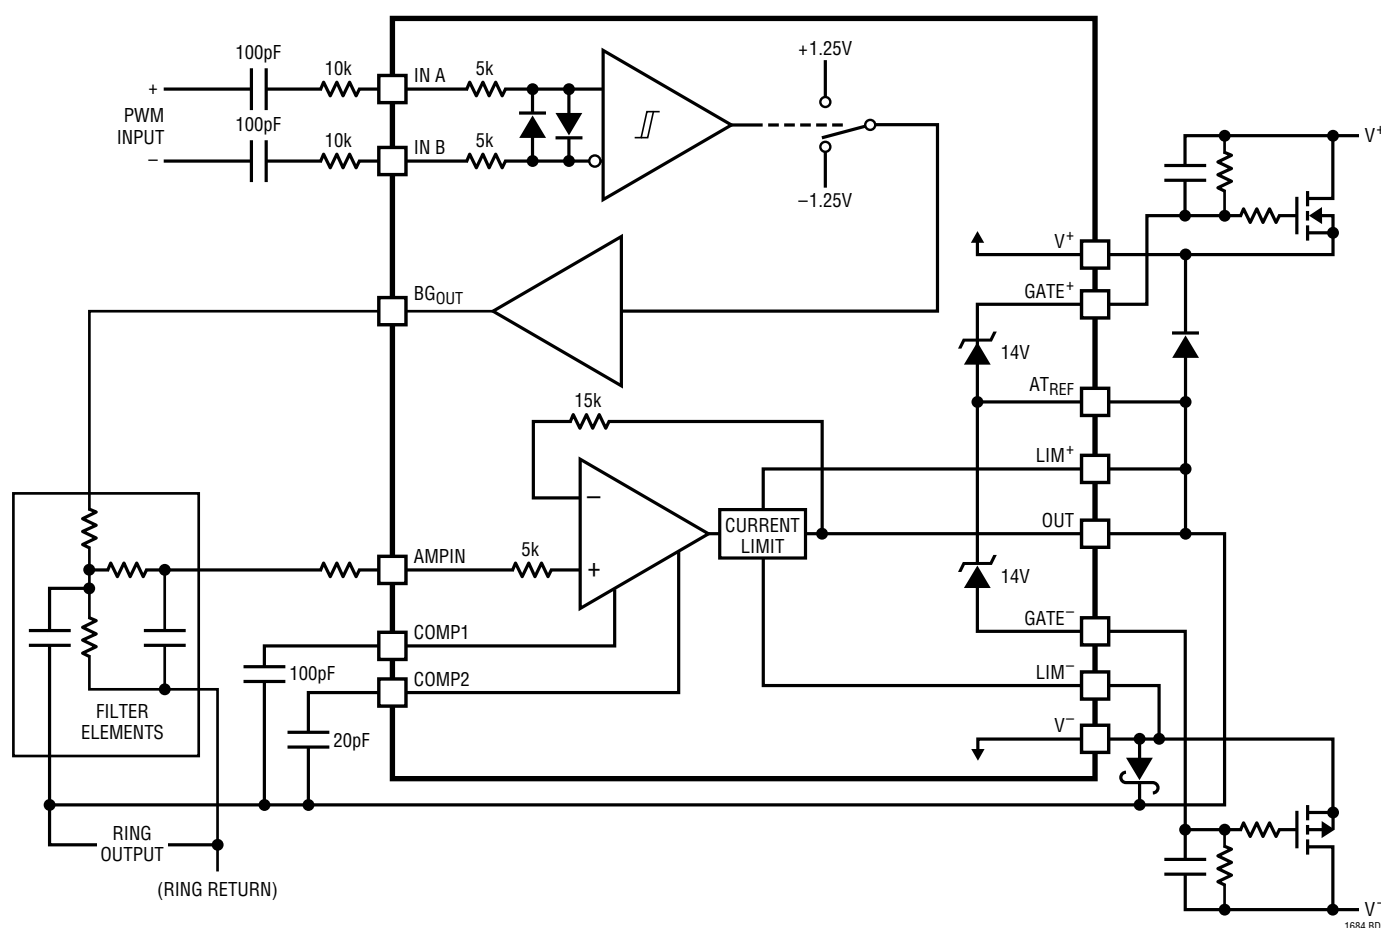 100pF
10k
IN A
5k
+1.25V
+
PWM
INPUT
100pF
10k
IN B
5k
–
–1.25V
V+
V+
GATE+
BGOUT
14V
ATREF
15k
LIM+
–
CURRENT
LIMIT
OUT
AMPIN
5k
+
14V
GATE–
COMP1
100pF
COMP2
LIM–
FILTER
ELEMENTS
20pF
V–
RING
OUTPUT
(RING RETURN)
V–
1684 BD